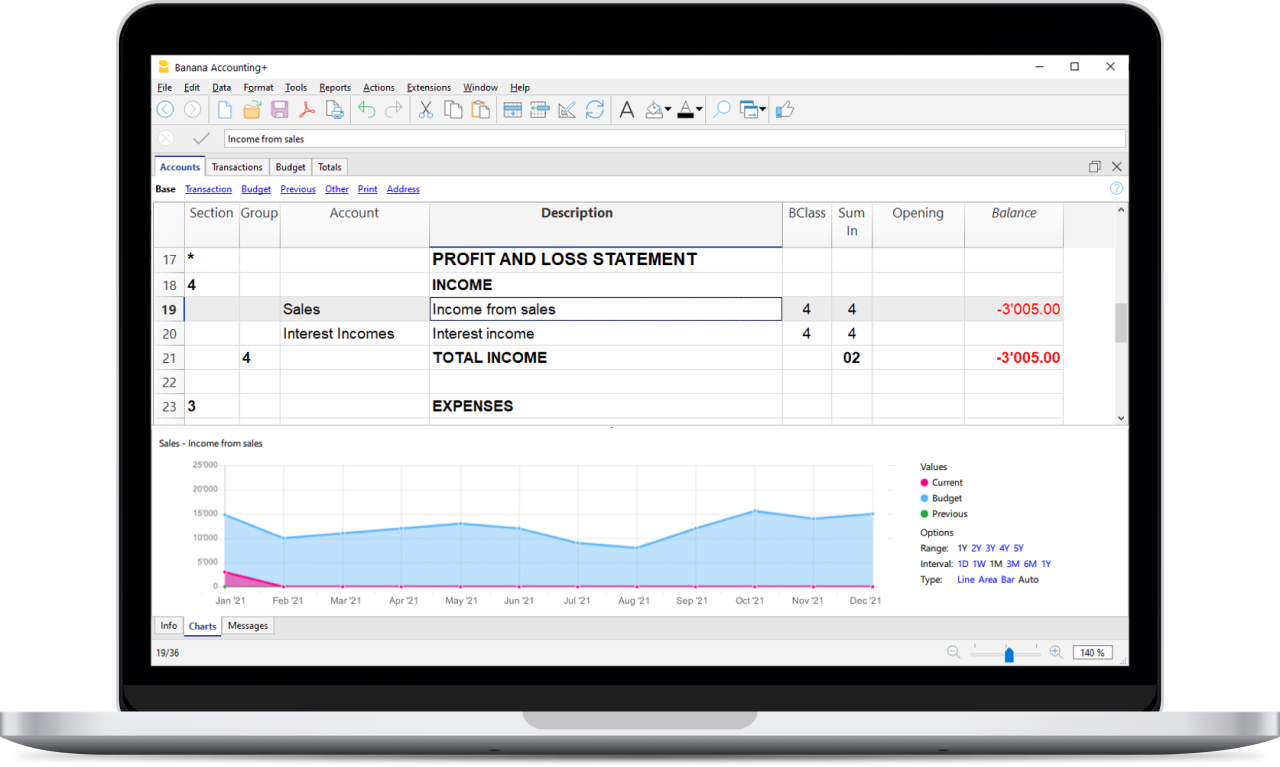 Banana Accounting+
File Edit Data Format Tools Reports Actions Extensions Window Help
Income from sales
Accounts Transactions Budget Totals
Base Transaction Budget Previous Other Print Address
Section Group Account Description BClass Sum In Opening Balance
17 * PROFIT AND LOSS STATEMENT
18 4 INCOME
19 Sales Income from sales 4 4 -3'005.00
20 Interest Incomes Interest income 4 4
21 4 TOTAL INCOME 02 -3'005.00
22
23 3 EXPENSES
Sales - Income from sales
25'000
20'000
15'000
10'000
5'000
0
Jan '21 Feb '21 Mar '21 Apr '21 May '21 Jun '21 Jul '21 Aug '21 Sep '21 Oct '21 Nov '21 Dec '21
Values
Current
Budget
Previous
Options
Range: 1Y 2Y 3Y 4Y 5Y
Interval: 1D 1W 1M 3M 6M 1Y
Type: Line Area Bar Auto
Info Charts Messages
19/36
140 %